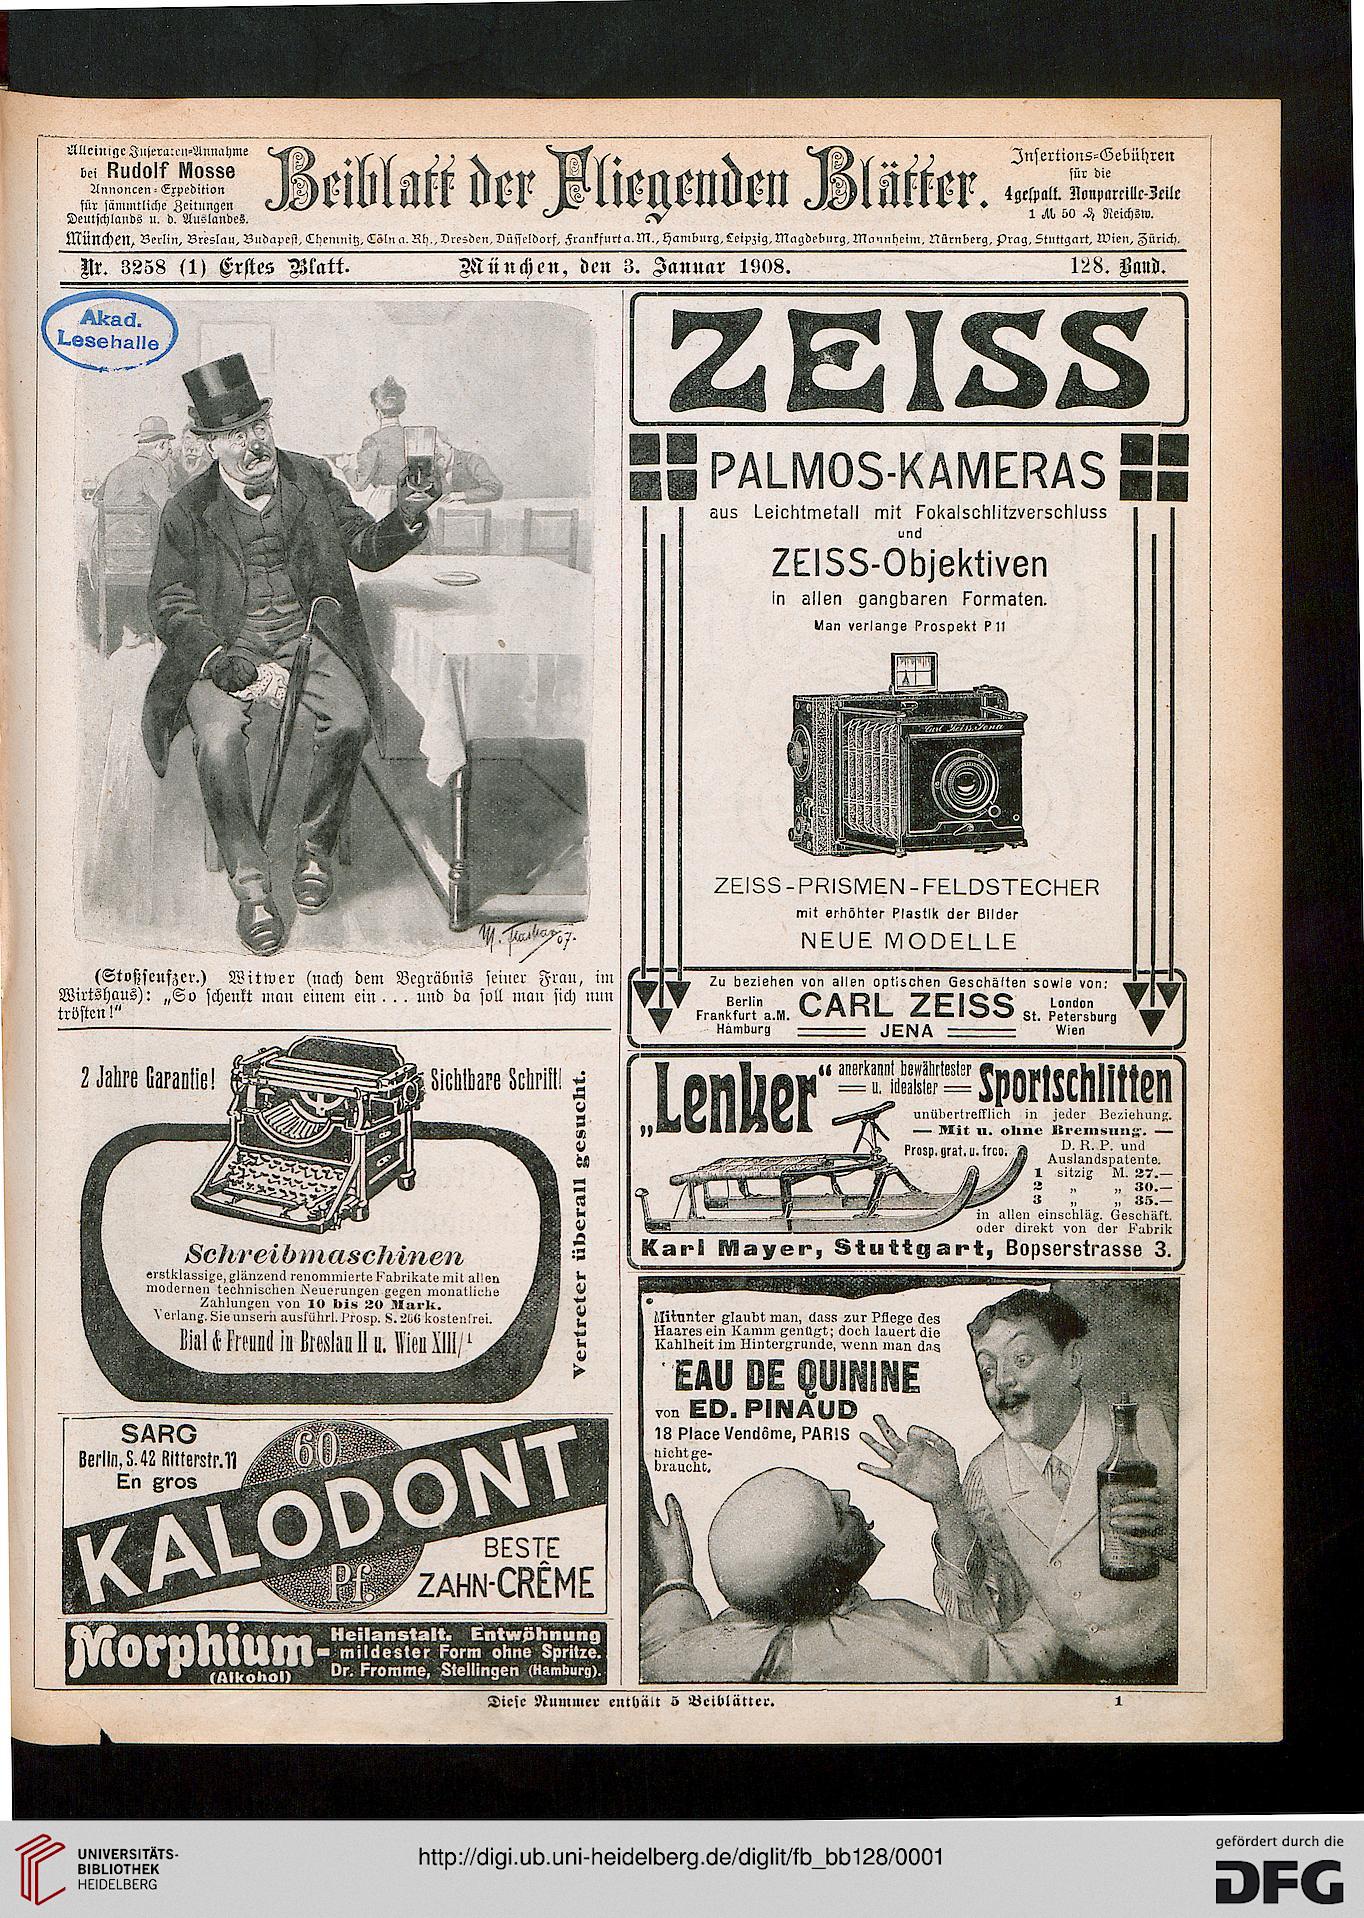 Alleinige Inseraten-Annahme
bei Rudolf Mosse
Annoncen-Expedition
für sämmtliche Zeitungen
Deutschlands u. d. Auslandes.
Beiblatt der Fliegenden Blätter.
Insertions-Gebühren
für die
4gespalt. Nonpareille-Zeile
1 M 50 ₰ Reichsw.
München, Berlin, Breslau, Budapest, Chemnitz, Cöln a. Rh., Dresden, Düsseldorf, Frankfurt a. M., Hamburg, Leipzig, Magdeburg, Mannheim, Nürnberg, Prag, Stuttgart, Wien, Zürich.
Nr. 3258 (1) Erstes Blatt.
München, den 3. Januar 1908.
128. Band.
Akad.
Lesehalle
07.
(Stoßseufzer.) Witwer (nach dem Begräbnis seiner Frau, im
Wirtshaus): „So schenkt man einem ein . . . und da soll man sich nun
trösten!"
2 Jahre Garantie!
Sichtbare Schrift!
Vertreter überall gesucht.
Schreibmaschinen
erstklassige, glänzend renommierte Fabrikate mit allen
modernen technischen Neuerungen gegen monatliche
Zahlungen von 10 bis 20 Mark.
Verlang. Sie unsern ausführl. Prosp. S. 266 kostenfrei.
Bial & Freund in Breslau II u. Wien XIII/1
SARG
Berlin, S. 42 Ritterstr. 11
En gros
60
KALODONT
Pf.
BESTE
ZAHN-CRÊME
Morphium-
(Alkohol)
Heilanstalt. Entwöhnung
mildester Form ohne Spritze.
Dr. Fromme, Stellingen (Hamburg).
ZEISS
PALMOS-KAMERAS
aus Leichtmetall mit Fokalschlitzverschluss
und
ZEISS-Objektiven
in allen gangbaren Formaten.
Man verlange Prospekt P 11
Carl Zeiss, Jena
ZEISS-PRISMEN-FELDSTECHER
mit erhöhter Plastik der Bilder
NEUE MODELLE
Zu beziehen von allen optischen Geschäften sowie von:
Berlin
Frankfurt a.M.
Hamburg
CARL ZEISS
JENA
London
St. Petersburg
Wien
„Lenker“
anerkannt bewährtester
u. idealster
Sportschlitten
unübertrefflich in jeder Beziehung.
— Mit u. ohne Bremsung. —
Prosp. grat. u. frco.
D. R. P. und
Auslandspatente.
1 sitzig M. 27.—
2 „ „ 30.—
3 „ „ 35.—
in allen einschläg. Geschäft.
oder direkt von der Fabrik
Karl Mayer, Stuttgart, Bopserstrasse 3.
Mitunter glaubt man, dass zur Pflege des
Haares ein Kamm genügt; doch lauert die
Kahlheit im Hintergrunde, wenn man das
EAU DE QUININE
von ED. PINAUD
18 Place Vendôme, PARIS
nicht ge-
braucht.
Diese Nummer enthält 5 Beiblätter.
1
UNIVERSITÄTS-
BIBLIOTHEK
HEIDELBERG
http://digi.ub.uni-heidelberg.de/diglit/fb_bb128/0001
gefördert durch die
DFG